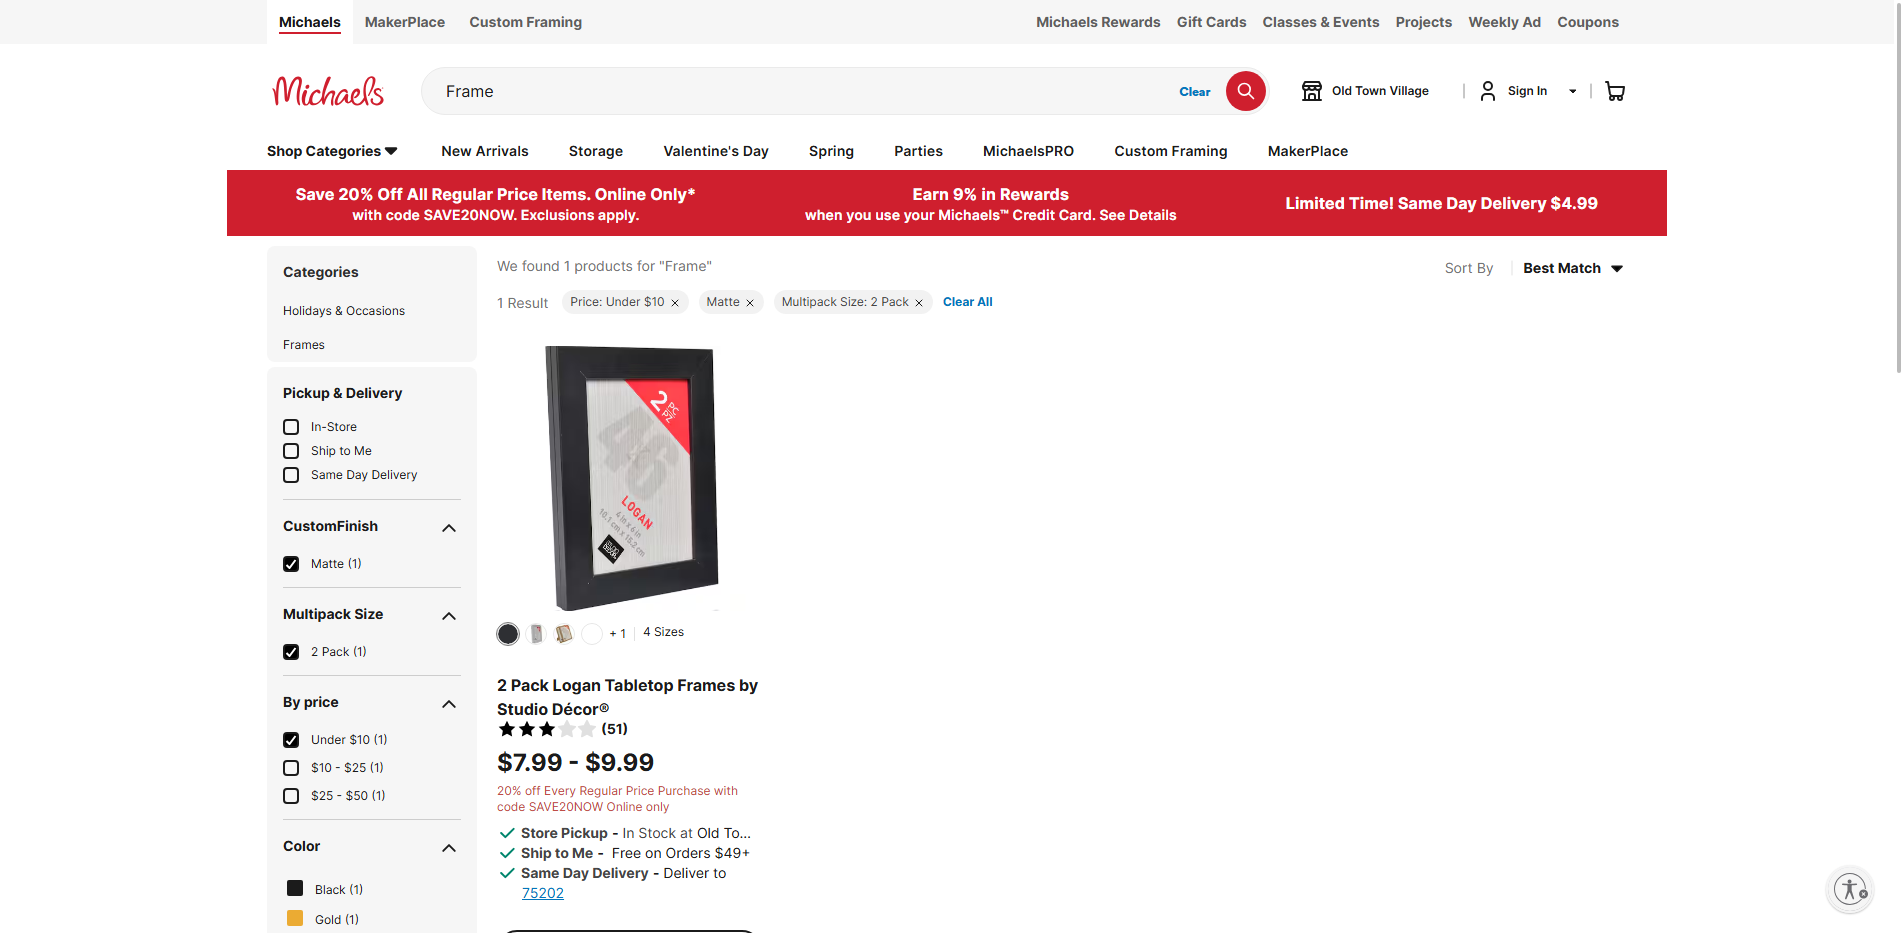 Michaels
MakerPlace
Custom Framing
Michaels Rewards
Gift Cards
Classes & Events
Projects
Weekly Ad
Coupons
Michaels
Frame
Clear
Old Town Village
Sign In
Shop Categories
New Arrivals
Storage
Valentine's Day
Spring
Parties
MichaelsPRO
Custom Framing
MakerPlace
Save 20% Off All Regular Price Items. Online Only*
with code SAVE20NOW. Exclusions apply.
Earn 9% in Rewards
when you use your Michaels™ Credit Card. See Details
Limited Time! Same Day Delivery $4.99
Categories
Holidays & Occasions
Frames
Pickup & Delivery
In-Store
Ship to Me
Same Day Delivery
CustomFinish
Matte (1)
Multipack Size
2 Pack (1)
By price
Under $10 (1)
$10 - $25 (1)
$25 - $50 (1)
Color
Black (1)
Gold (1)
We found 1 products for "Frame"
Sort By
Best Match
1 Result
Price: Under $10
Matte
Multipack Size: 2 Pack
Clear All
2 PC PZ
46
LOGAN
4 in x 6 in
10.1 cm x 15.2 cm
+ 1
4 Sizes
2 Pack Logan Tabletop Frames by
Studio Décor®
(51)
$7.99 - $9.99
20% off Every Regular Price Purchase with
code SAVE20NOW Online only
Store Pickup - In Stock at Old To...
Ship to Me - Free on Orders $49+
Same Day Delivery - Deliver to
75202